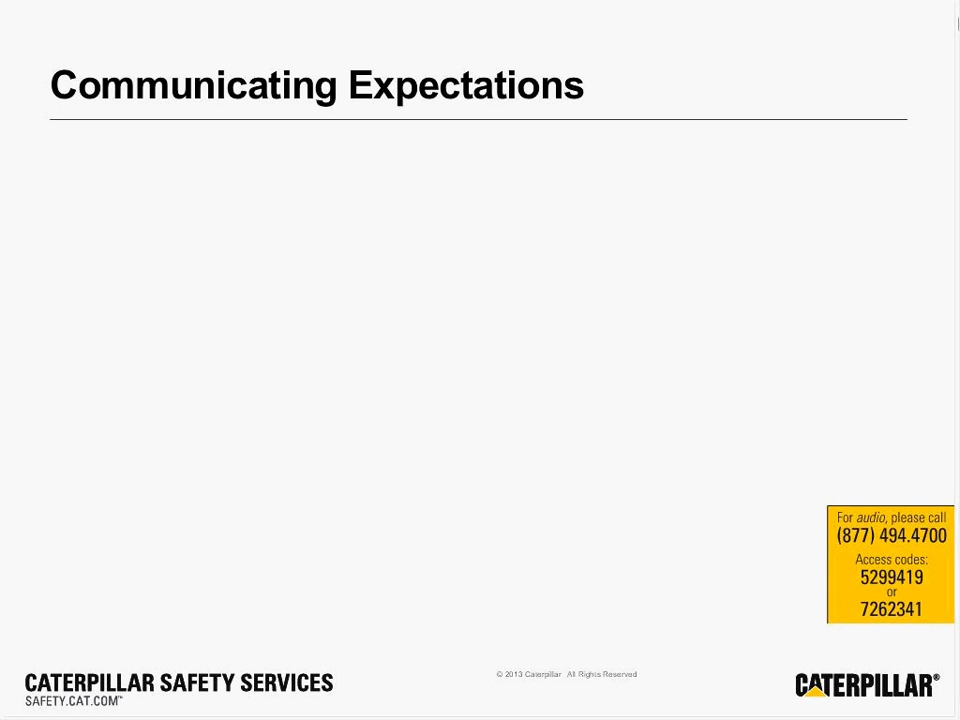 Communicating Expectations
For audio, please call
(877) 494.4700
Access codes:
5299419
or
7262341
© 2013 Caterpillar All Rights Reserved
CATERPILLAR SAFETY SERVICES
SAFETY.CAT.COM™
CATERPILLAR®